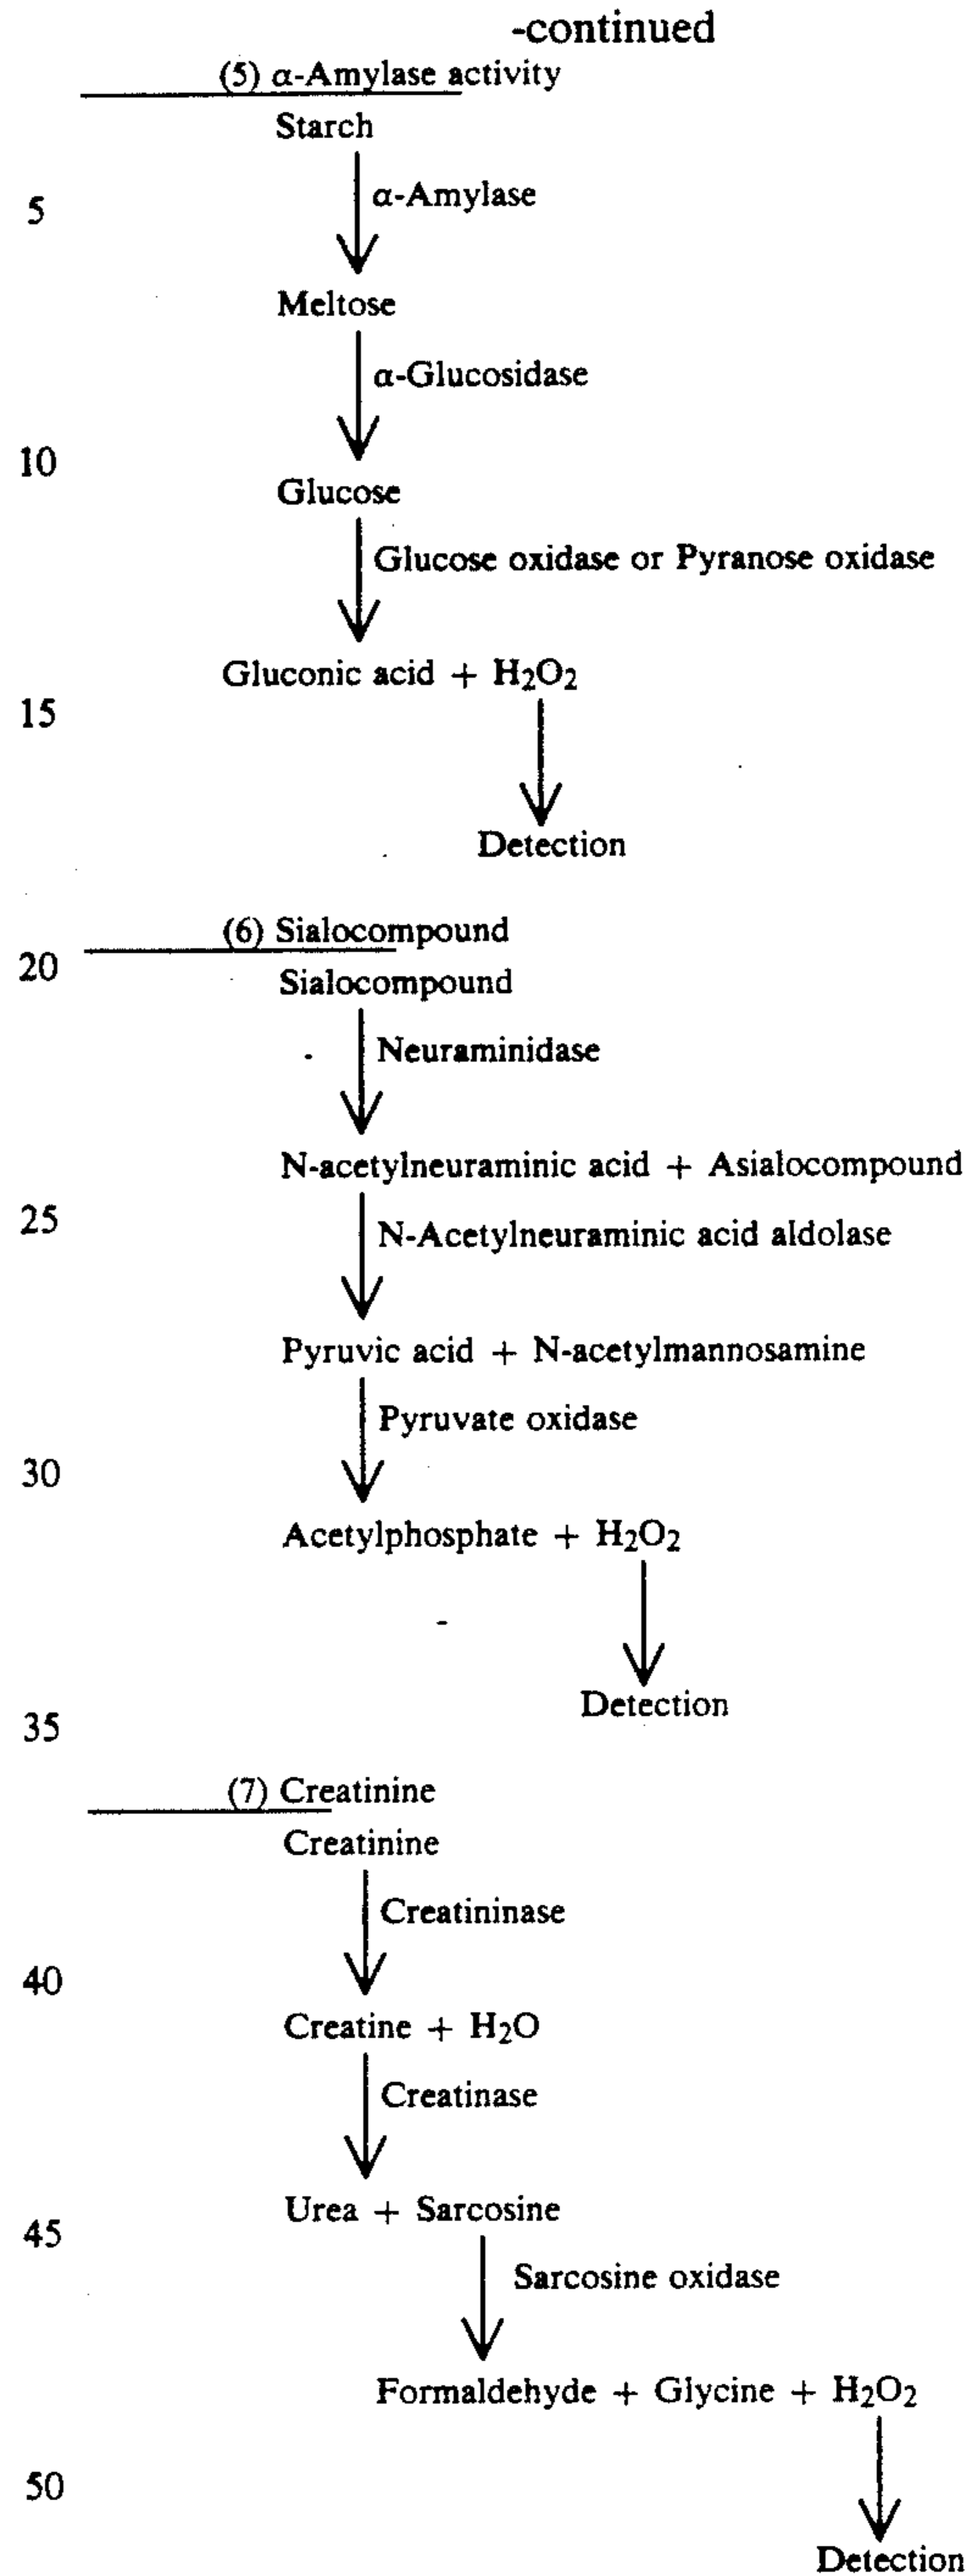 -continued
(5) α-Amylase activity
Starch
5
α-Amylase
Meltose
α-Glucosidase
10
Glucose
Glucose oxidase or Pyranose oxidase
Gluconic acid + H₂O₂
15
Detection
(6) Sialocompound
20
Sialocompound
Neuraminidase
N-acetylneuraminic acid + Asialocompound
25
N-Acetylneuraminic acid aldolase
Pyruvic acid + N-acetylmannosamine
Pyruvate oxidase
30
Acetylphosphate + H₂O₂
Detection
35
(7) Creatinine
Creatinine
Creatininase
40
Creatine + H₂O
Creatinase
Urea + Sarcosine
45
Sarcosine oxidase
Formaldehyde + Glycine + H₂O₂
50
Detection